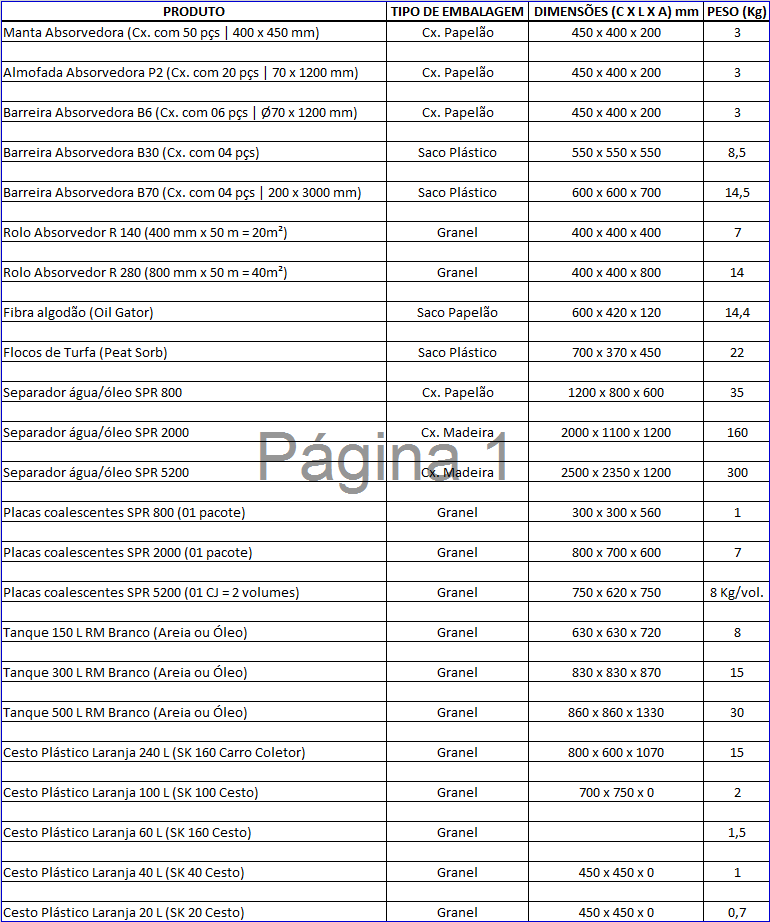 PRODUTO TIPO DE EMBALAGEM DIMENSÕES (C X L X A) mm PESO (Kg)
Manta Absorvedora (Cx. com 50 pçs | 400 x 450 mm) Cx. Papelão 450 x 400 x 200 3
Almofada Absorvedora P2 (Cx. com 20 pçs | 70 x 1200 mm) Cx. Papelão 450 x 400 x 200 3
Barreira Absorvedora B6 (Cx. com 06 pçs | Ø70 x 1200 mm) Cx. Papelão 450 x 400 x 200 3
Barreira Absorvedora B30 (Cx. com 04 pçs) Saco Plástico 550 x 550 x 550 8,5
Barreira Absorvedora B70 (Cx. com 04 pçs | 200 x 3000 mm) Saco Plástico 600 x 600 x 700 14,5
Rolo Absorvedor R 140 (400 mm x 50 m = 20m²) Granel 400 x 400 x 400 7
Rolo Absorvedor R 280 (800 mm x 50 m = 40m²) Granel 400 x 400 x 800 14
Fibra algodão (Oil Gator) Saco Papelão 600 x 420 x 120 14,4
Flocos de Turfa (Peat Sorb) Saco Plástico 700 x 370 x 450 22
Separador água/óleo SPR 800 Cx. Papelão 1200 x 800 x 600 35
Separador água/óleo SPR 2000 Cx. Madeira 2000 x 1100 x 1200 160
Página 1
Separador água/óleo SPR 5200 Cx. Madeira 2500 x 2350 x 1200 300
Placas coalescentes SPR 800 (01 pacote) Granel 300 x 300 x 560 1
Placas coalescentes SPR 2000 (01 pacote) Granel 800 x 700 x 600 7
Placas coalescentes SPR 5200 (01 CJ = 2 volumes) Granel 750 x 620 x 750 8 Kg/vol.
Tanque 150 L RM Branco (Areia ou Óleo) Granel 630 x 630 x 720 8
Tanque 300 L RM Branco (Areia ou Óleo) Granel 830 x 830 x 870 15
Tanque 500 L RM Branco (Areia ou Óleo) Granel 860 x 860 x 1330 30
Cesto Plástico Laranja 240 L (SK 160 Carro Coletor) Granel 800 x 600 x 1070 15
Cesto Plástico Laranja 100 L (SK 100 Cesto) Granel 700 x 750 x 0 2
Cesto Plástico Laranja 60 L (SK 160 Cesto) Granel 1,5
Cesto Plástico Laranja 40 L (SK 40 Cesto) Granel 450 x 450 x 0 1
Cesto Plástico Laranja 20 L (SK 20 Cesto) Granel 450 x 450 x 0 0,7